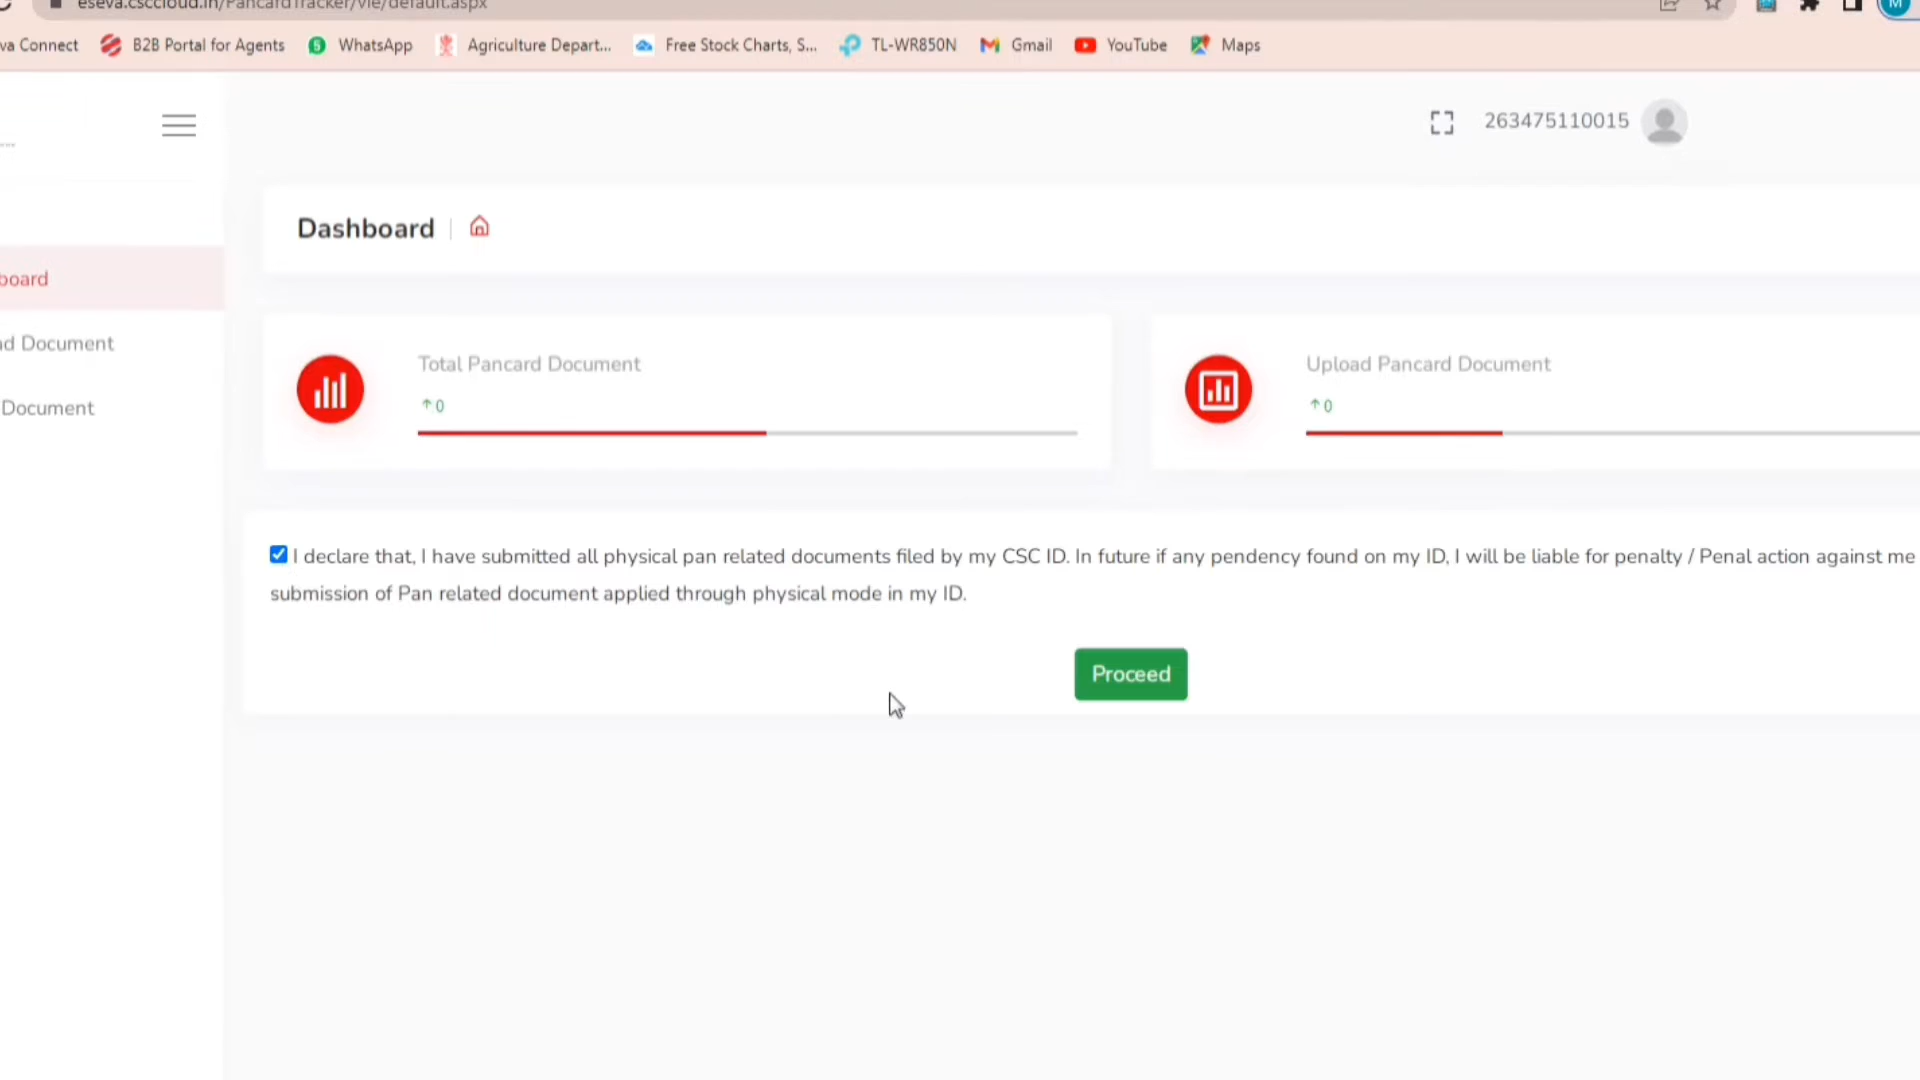 eseva.csccloud.in/PancardTracker/vle/default.aspx
M
va Connect B2B Portal for Agents 5 WhatsApp Agriculture Depart... Free Stock Charts, S... TL-WR850N Gmail YouTube Maps
263475110015
Dashboard
board
ad Document
Document
Total Pancard Document
0
Upload Pancard Document
0
I declare that, I have submitted all physical pan related documents filed by my CSC ID. In future if any pendency found on my ID, I will be liable for penalty / Penal action against me
submission of Pan related document applied through physical mode in my ID.
Proceed